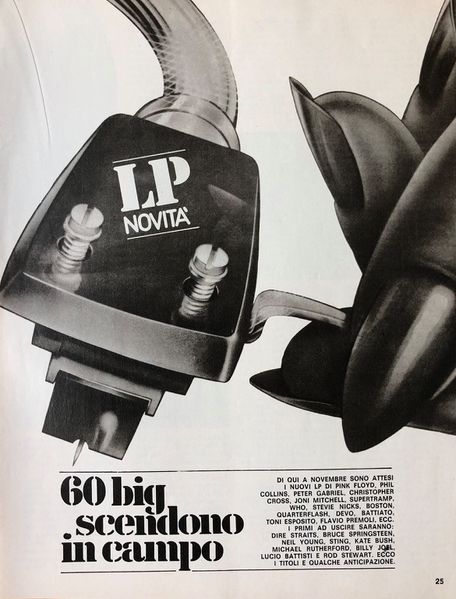 LP
NOVITÀ
60 big
scendono
in campo
DI QUI A NOVEMBRE SONO ATTESI
I NUOVI LP DI PINK FLOYD, PHIL
COLLINS, PETER GABRIEL, CHRISTOPHER
CROSS, JONI MITCHELL, SUPERTRAMP,
WHO, STEVIE NICKS, BOSTON,
QUARTERFLASH, DEVO, BATTIATO,
TONI ESPOSITO, FLAVIO PREMOLI, ECC.
I PRIMI AD USCIRE SARANNO:
DIRE STRAITS, BRUCE SPRINGSTEEN,
NEIL YOUNG, STING, KATE BUSH,
MICHAEL RUTHERFORD, BILLY JOEL,
LUCIO BATTISTI E ROD STEWART. ECCO
I TITOLI E QUALCHE ANTICIPAZIONE.
25